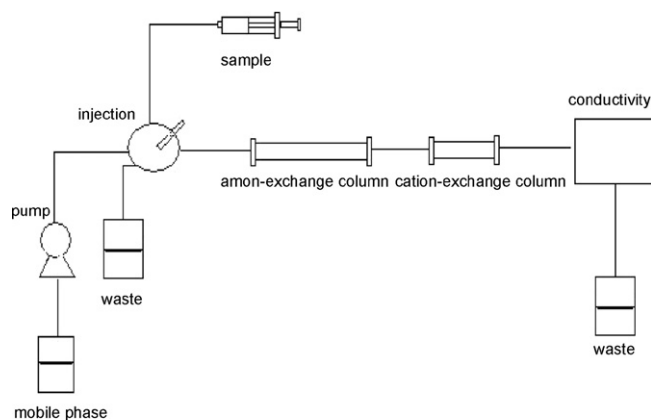 sample
injection
conductivity
amon-exchange column
cation-exchange column
pump
waste
waste
mobile phase